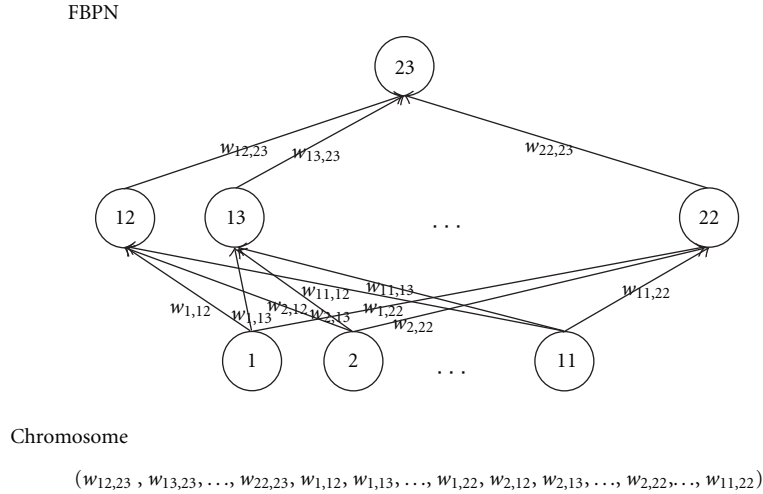 FBPN
23
w12,23 w13,23 w22,23
12 13 ... 22
w1,12 w1,13 w2,12 w11,12 w2,13 w11,13 w1,22 w2,22 w11,22
1 2 ... 11
Chromosome
(w12,23 , w13,23, ..., w22,23, w1,12, w1,13, ..., w1,22, w2,12, w2,13, ..., w2,22,..., w11,22)